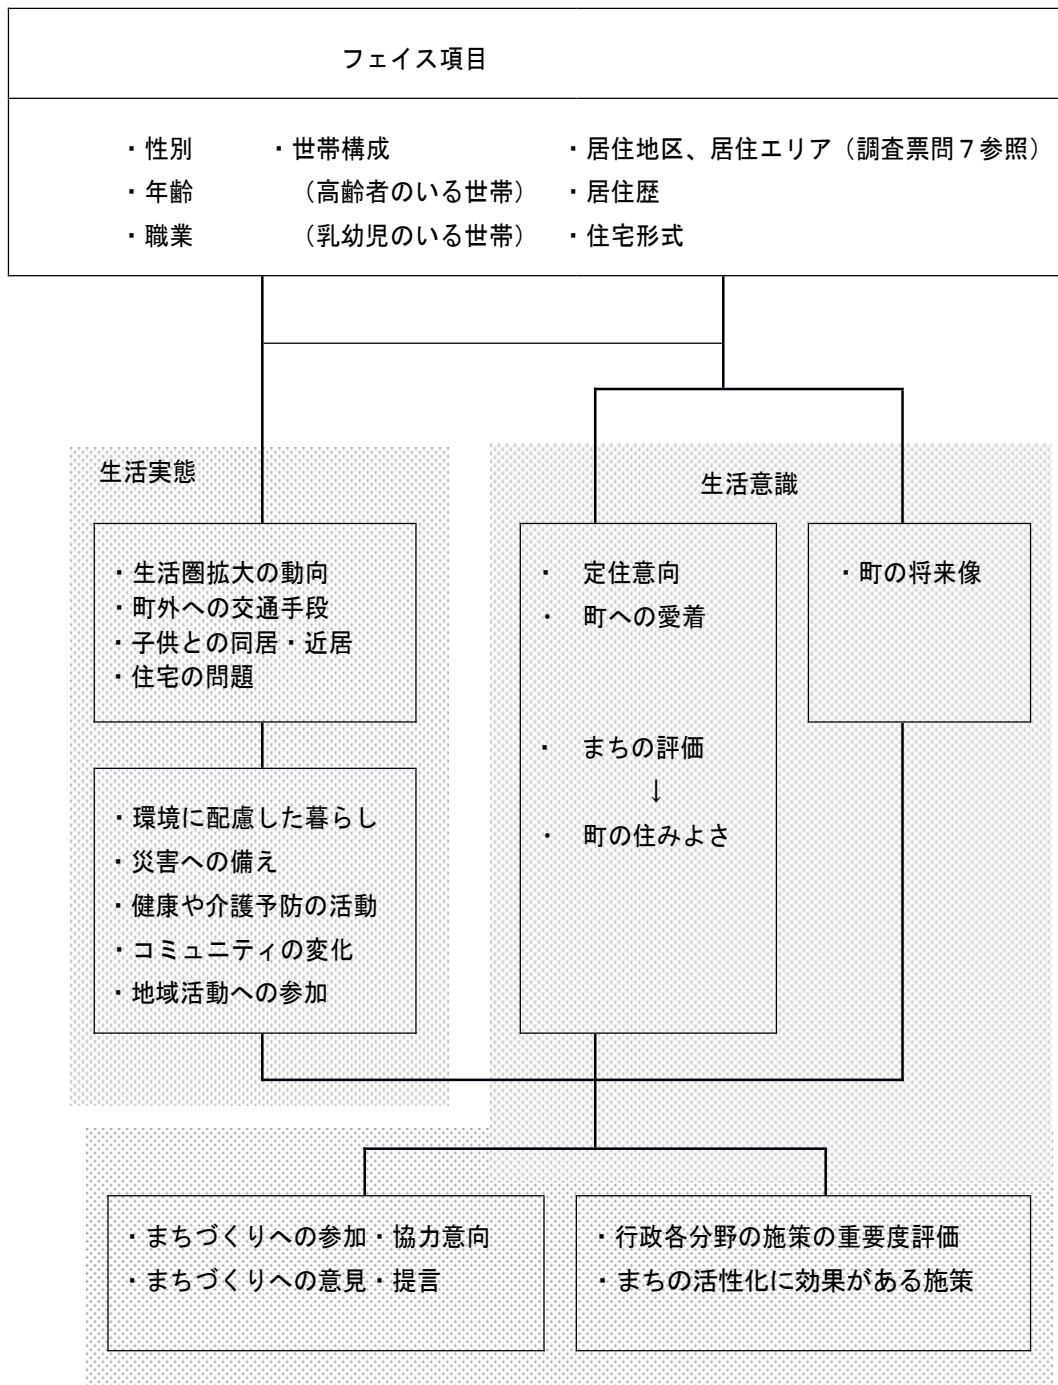 フェイス項目
・性別 ・世帯構成 ・居住地区、居住エリア（調査票問７参照）
・年齢 （高齢者のいる世帯） ・居住歴
・職業 （乳幼児のいる世帯） ・住宅形式
生活実態
・生活圏拡大の動向
・町外への交通手段
・子供との同居・近居
・住宅の問題
・環境に配慮した暮らし
・災害への備え
・健康や介護予防の活動
・コミュニティの変化
・地域活動への参加
生活意識
・ 定住意向
・ 町への愛着
・ まちの評価
↓
・ 町の住みよさ
・町の将来像
・まちづくりへの参加・協力意向
・まちづくりへの意見・提言
・行政各分野の施策の重要度評価
・まちの活性化に効果がある施策